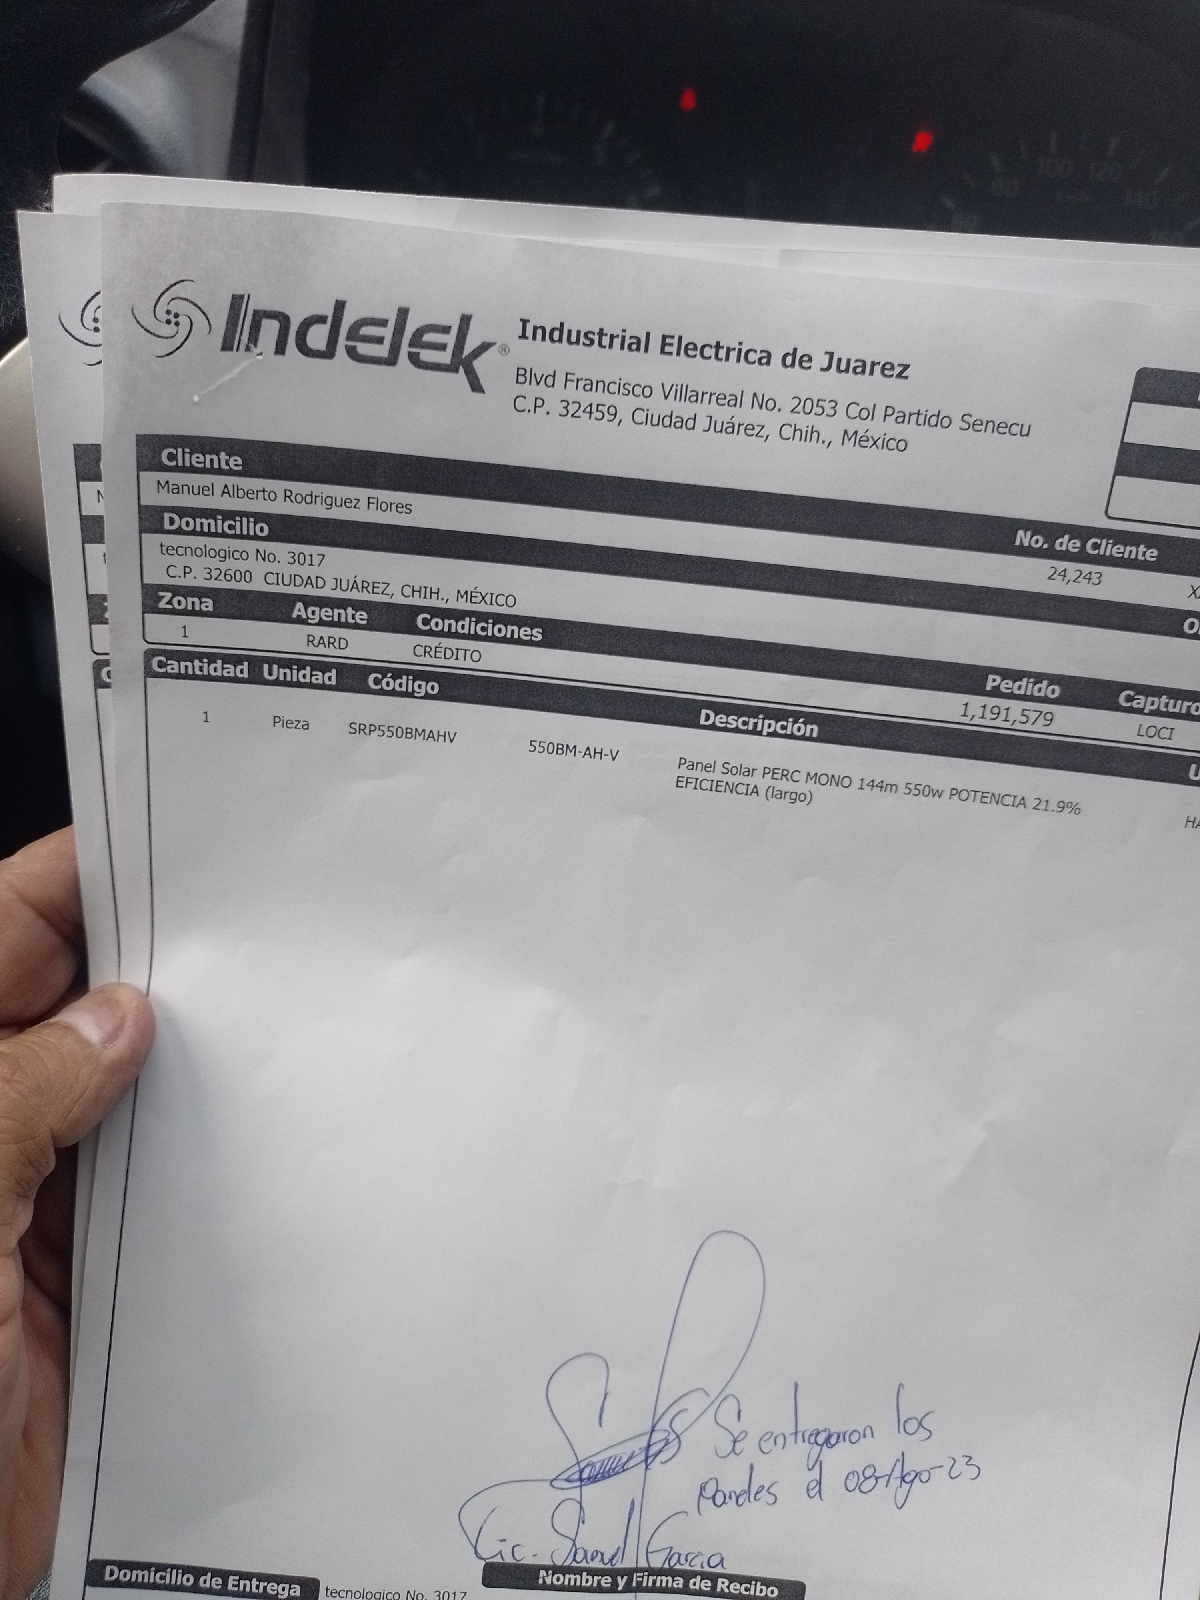 Indelek®
Industrial Electrica de Juarez
Blvd Francisco Villarreal No. 2053 Col Partido Senecu
C.P. 32459, Ciudad Juárez, Chih., México
Cliente
Manuel Alberto Rodriguez Flores
No. de Cliente
24,243
Domicilio
tecnologico No. 3017
C.P. 32600 CIUDAD JUÁREZ, CHIH., MÉXICO
Zona Agente Condiciones Pedido Capturo
1 RARD CRÉDITO 1,191,579 LOCI
Cantidad Unidad Código Descripción
1 Pieza SRP550BMAHV 550BM-AH-V Panel Solar PERC MONO 144m 550w POTENCIA 21.9%
EFICIENCIA (largo)
Se entregaron los
Paneles el 08-Ago-23
Lic. Samuel Garcia
Domicilio de Entrega tecnologico No. 3017
Nombre y Firma de Recibo